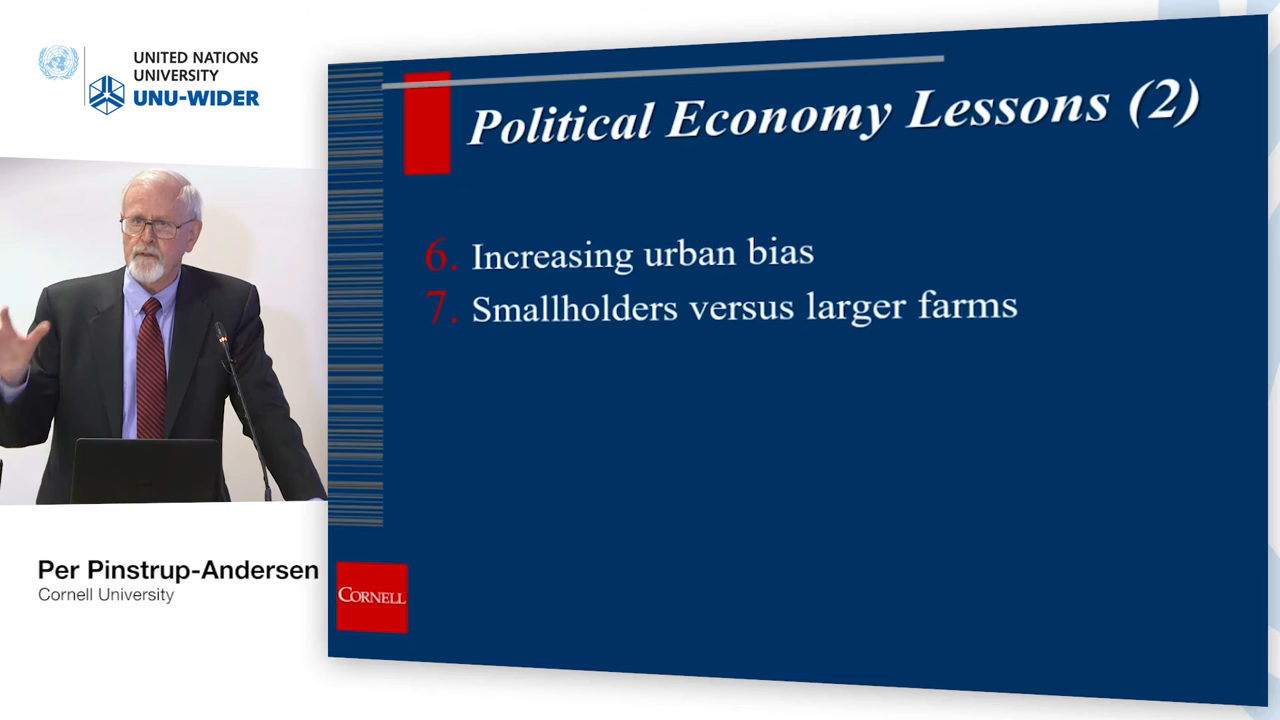 UNITED NATIONS
UNIVERSITY
UNU-WIDER
Political Economy Lessons (2)
6. Increasing urban bias
7. Smallholders versus larger farms
Per Pinstrup-Andersen
Cornell University
CORNELL